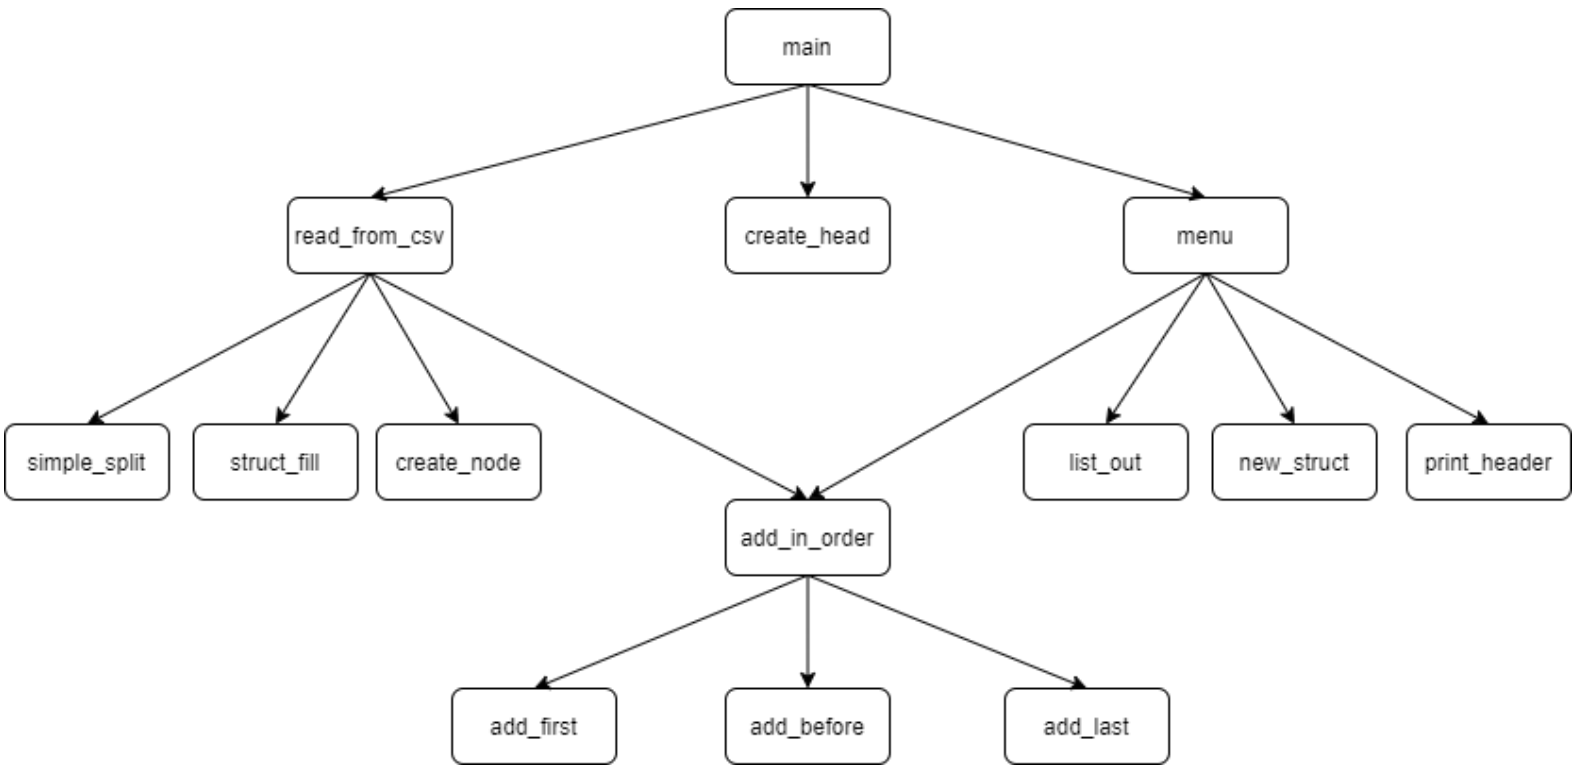 main
read_from_csv
create_head
menu
simple_split
struct_fill
create_node
list_out
new_struct
print_header
add_in_order
add_first
add_before
add_last